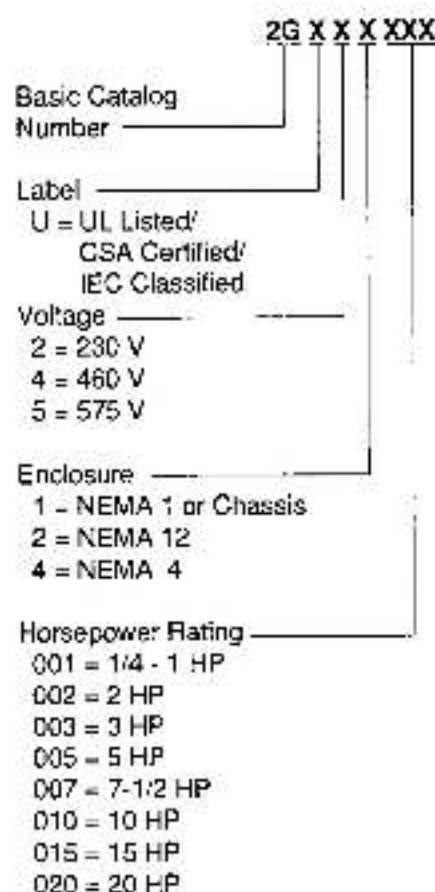 2G X X X XXX
Basic Catalog
Number
Label
U = UL Listed/
CSA Certified/
IEC Classified
Voltage
2 = 230 V
4 = 460 V
5 = 575 V
Enclosure
1 = NEMA 1 or Chassis
2 = NEMA 12
4 = NEMA 4
Horsepower Rating
001 = 1/4 - 1 HP
002 = 2 HP
003 = 3 HP
005 = 5 HP
007 = 7-1/2 HP
010 = 10 HP
015 = 15 HP
020 = 20 HP